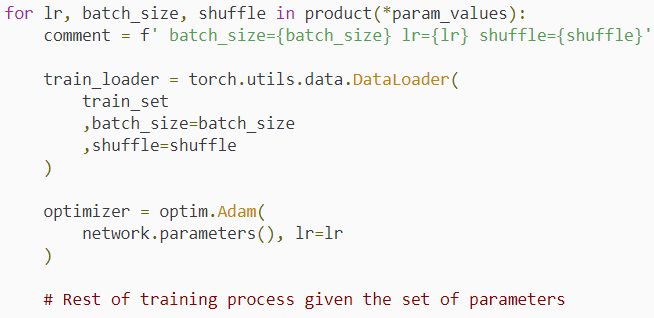 for lr, batch_size, shuffle in product(*param_values):
    comment = f' batch_size={batch_size} lr={lr} shuffle={shuffle}'
    train_loader = torch.utils.data.DataLoader(
        train_set
        ,batch_size=batch_size
        ,shuffle=shuffle
    )
    optimizer = optim.Adam(
        network.parameters(), lr=lr
    )
    # Rest of training process given the set of parameters